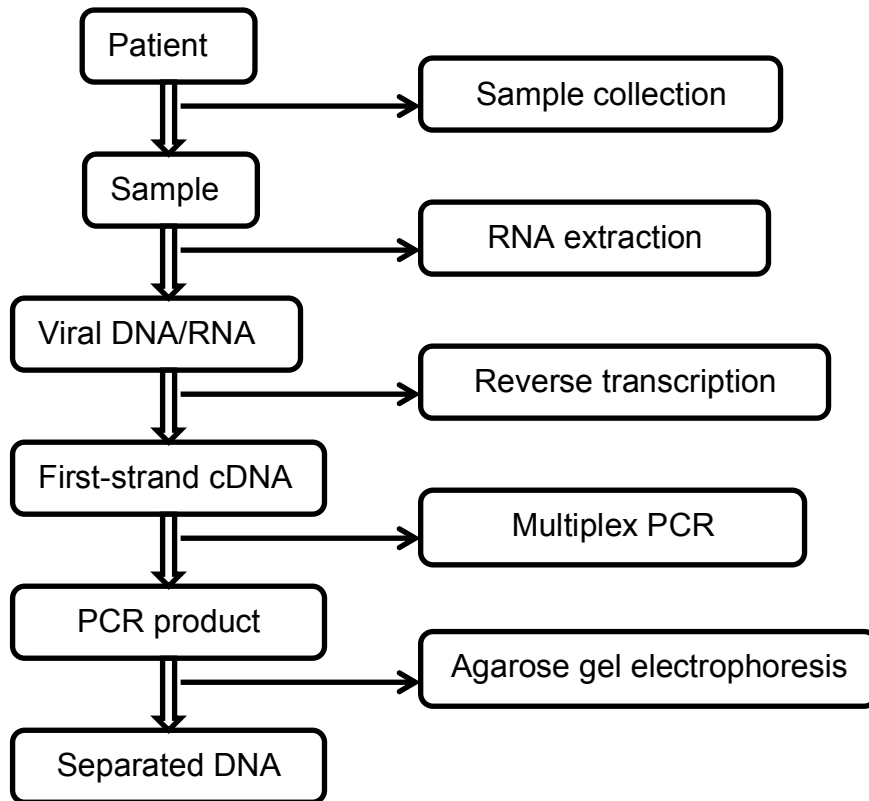 Patient
Sample collection
Sample
RNA extraction
Viral DNA/RNA
Reverse transcription
First-strand cDNA
Multiplex PCR
PCR product
Agarose gel electrophoresis
Separated DNA